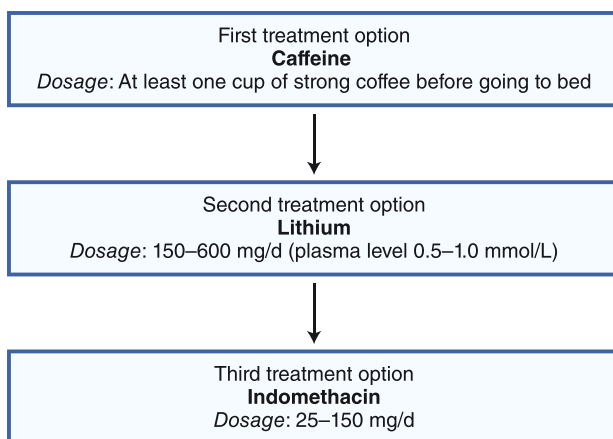 First treatment option
Caffeine
Dosage: At least one cup of strong coffee before going to bed
Second treatment option
Lithium
Dosage: 150–600 mg/d (plasma level 0.5–1.0 mmol/L)
Third treatment option
Indomethacin
Dosage: 25–150 mg/d